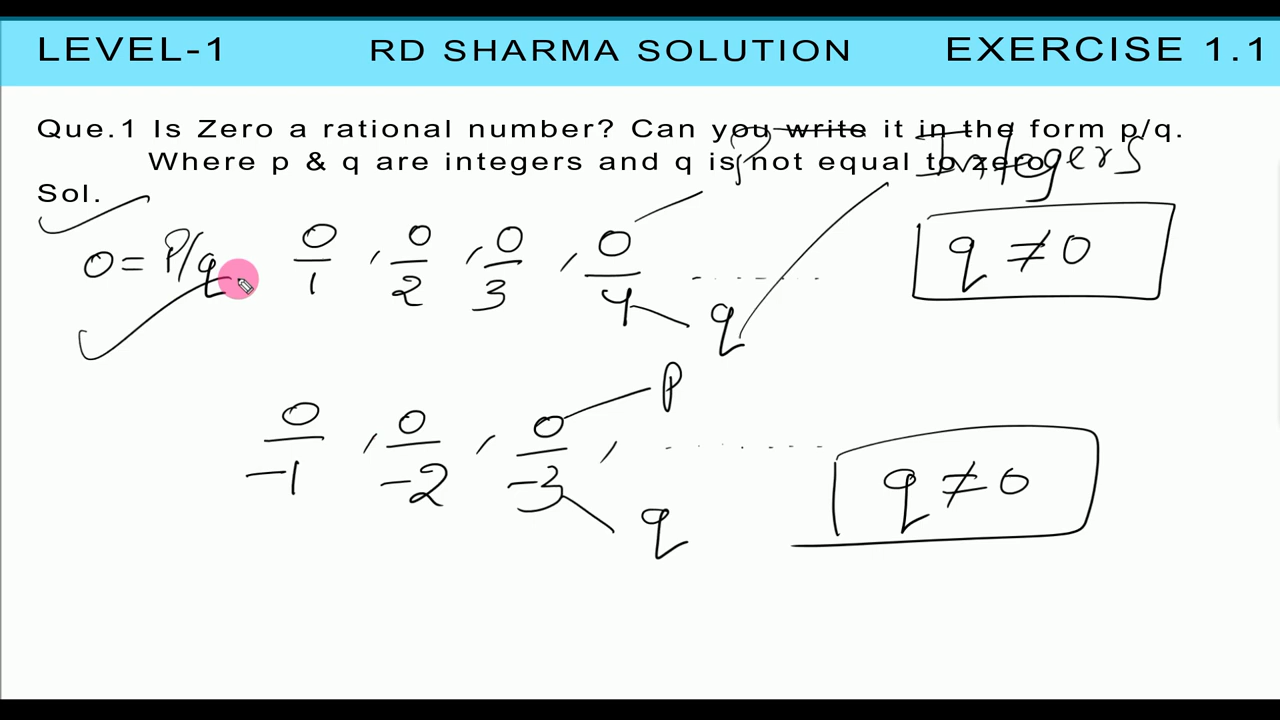 LEVEL-1 RD SHARMA SOLUTION EXERCISE 1.1
Que.1 Is Zero a rational number? Can you write it in the form p/q.
Where p & q are integers and q is not equal to zero
Sol.
P Integers
0 = P/q 0/1 , 0/2 , 0/3 , 0/4 ........ q ≠ 0
q
P
0/-1 , 0/-2 , 0/-3 , ........ q ≠ 0
q